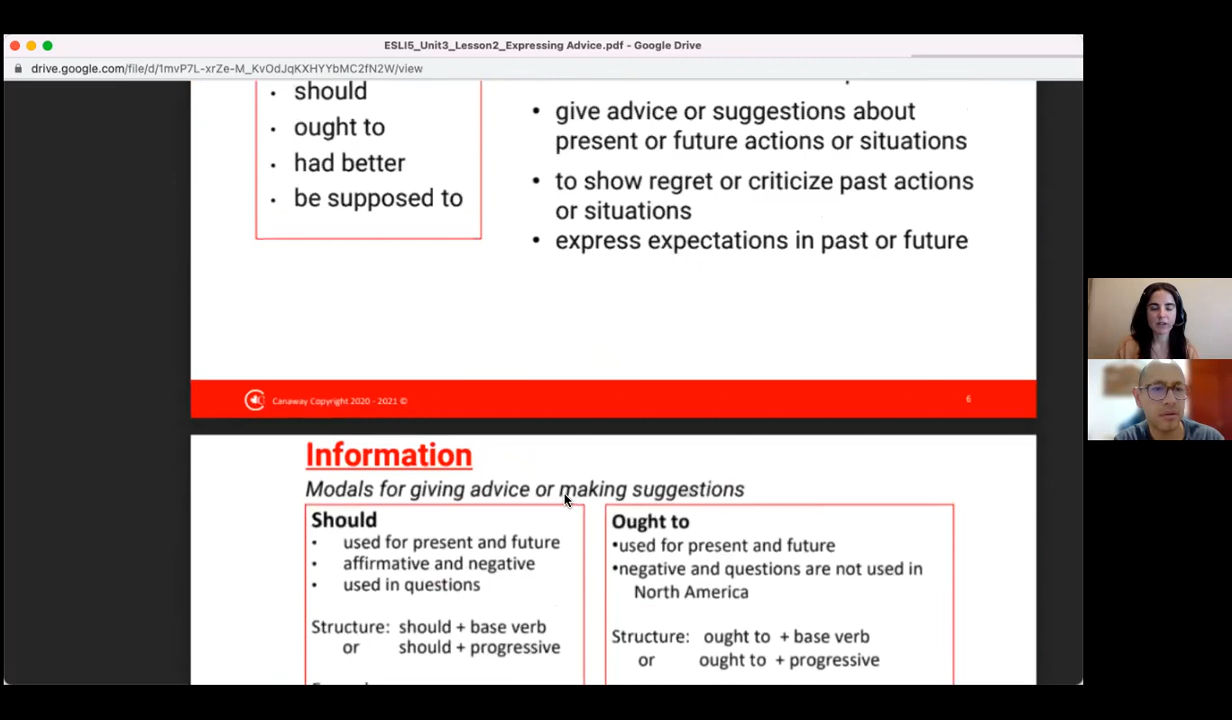 ESLI5_Unit3_Lesson2_Expressing Advice.pdf - Google Drive
drive.google.com/file/d/1mvP7L-xrZe-M_KvOdJqKXHYYbMC2fN2W/view
• should
• ought to
• had better
• be supposed to
• give advice or suggestions about
present or future actions or situations
• to show regret or criticize past actions
or situations
• express expectations in past or future
Canaway Copyright 2020 - 2021 ©
6
Information
Modals for giving advice or making suggestions
Should
• used for present and future
• affirmative and negative
• used in questions
Structure: should + base verb
or should + progressive
Ought to
•used for present and future
•negative and questions are not used in
North America
Structure: ought to + base verb
or ought to + progressive